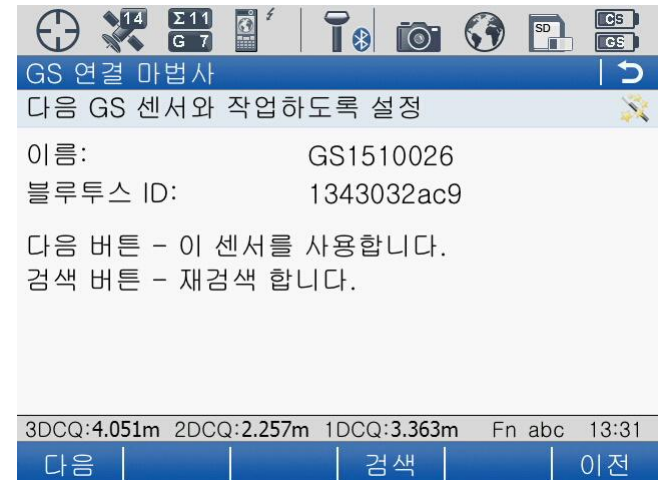 14 Σ11 G 7 SD CS GS
GS 연결 마법사
다음 GS 센서와 작업하도록 설정
이름: GS1510026
블루투스 ID: 1343032ac9
다음 버튼 - 이 센서를 사용합니다.
검색 버튼 - 재검색 합니다.
3DCQ:4.051m 2DCQ:2.257m 1DCQ:3.363m Fn abc 13:31
다음 검색 이전